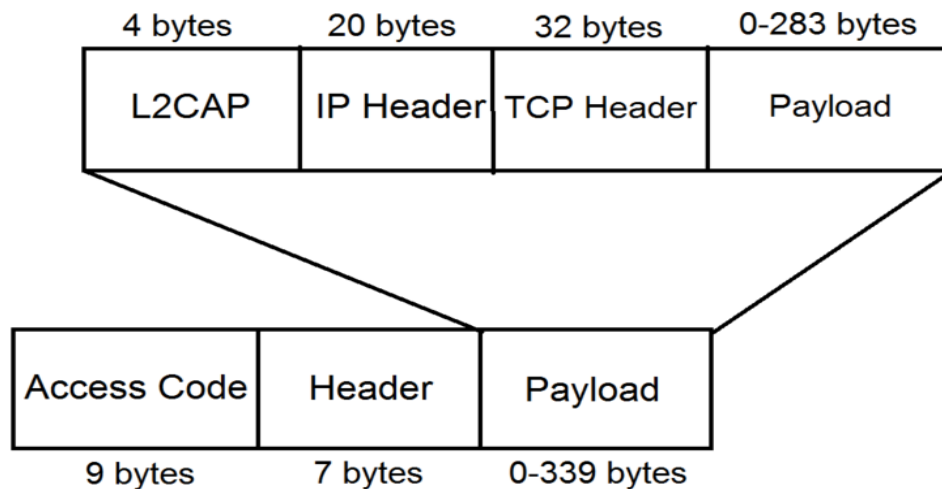 4 bytes 20 bytes 32 bytes 0-283 bytes
L2CAP IP Header TCP Header Payload
Access Code Header Payload
9 bytes 7 bytes 0-339 bytes